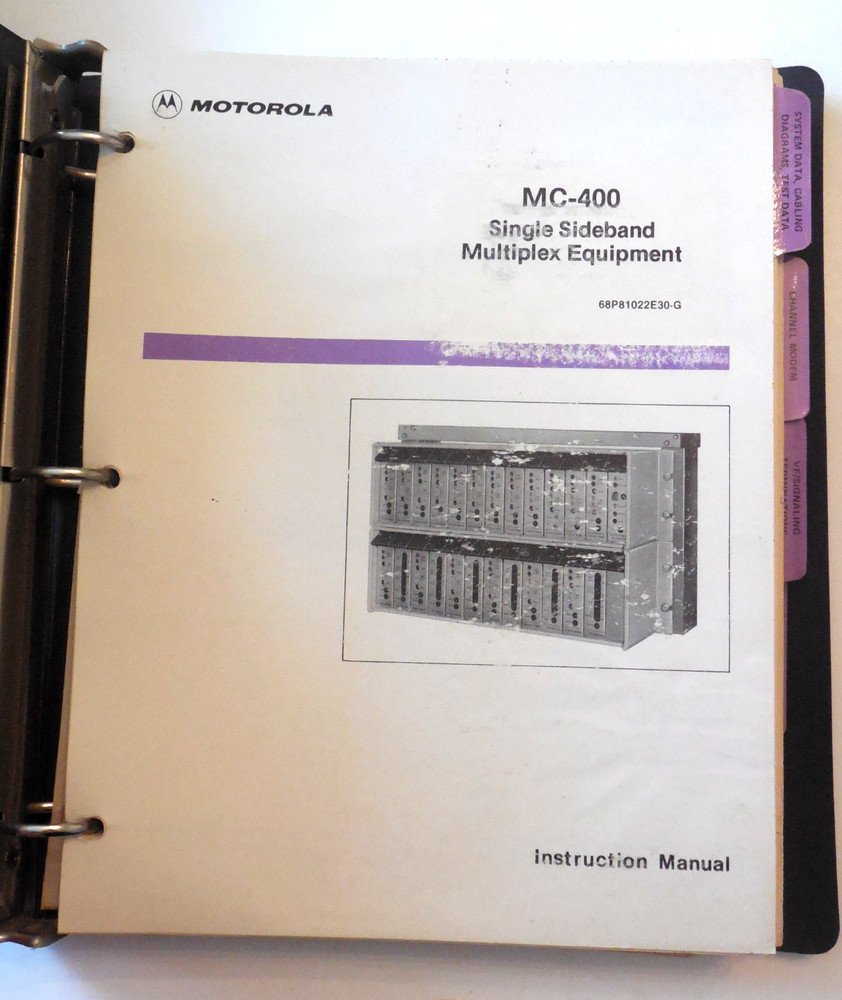 MOTOROLA
MC-400
Single Sideband
Multiplex Equipment
68P81022E30-G
Instruction Manual
SYSTEM DATA, CABLING
DIAGRAMS, TEST DATA
CHANNEL MODEM
VF/SIGNALING